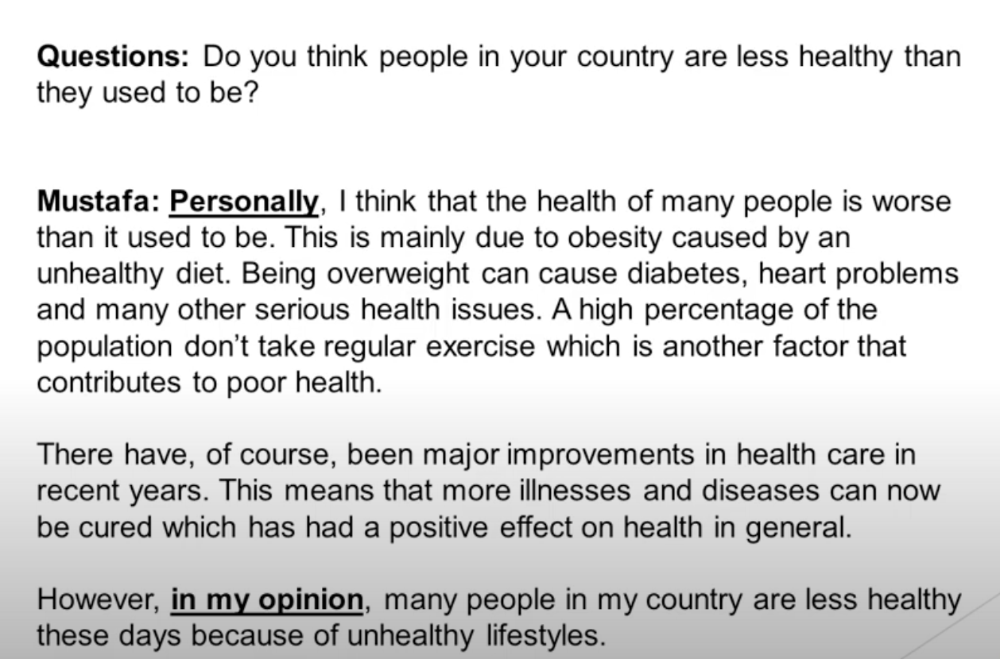 Questions: Do you think people in your country are less healthy than
they used to be?
Mustafa: Personally, I think that the health of many people is worse
than it used to be. This is mainly due to obesity caused by an
unhealthy diet. Being overweight can cause diabetes, heart problems
and many other serious health issues. A high percentage of the
population don’t take regular exercise which is another factor that
contributes to poor health.
There have, of course, been major improvements in health care in
recent years. This means that more illnesses and diseases can now
be cured which has had a positive effect on health in general.
However, in my opinion, many people in my country are less healthy
these days because of unhealthy lifestyles.